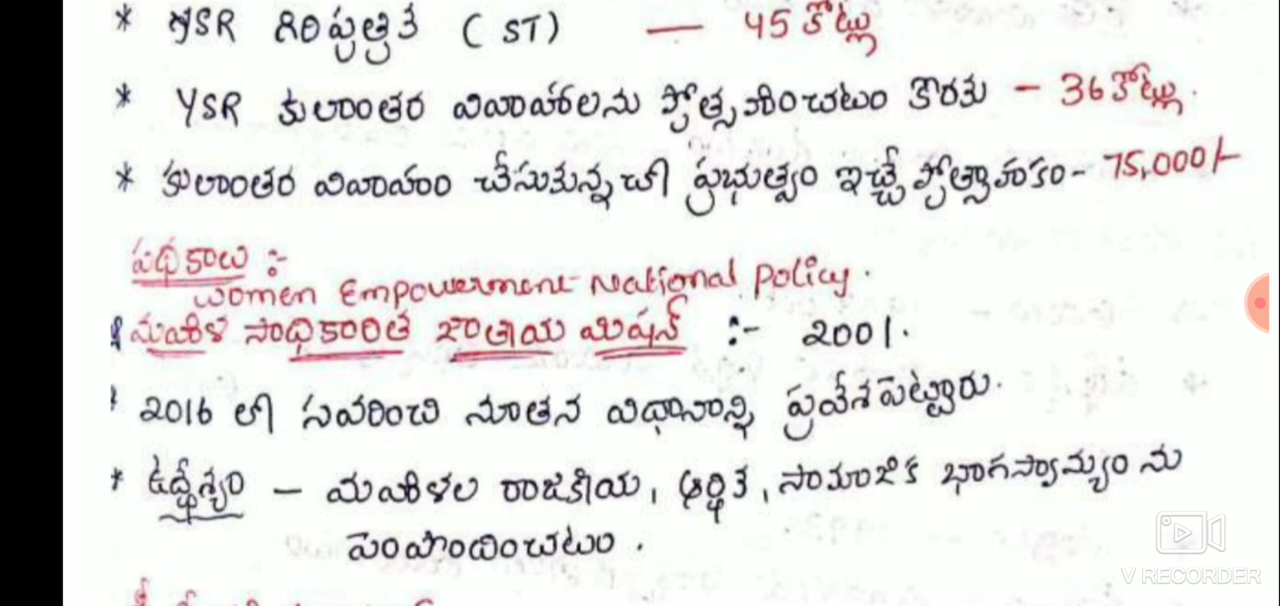 * YSR గిరిపుత్రిక (ST) — 45 కోట్లు
* YSR కులాంతర వివాహాలను ప్రోత్సహించటం కొరకు - 36 కోట్లు.
* కులాంతర వివాహం చేసుకున్నచో ప్రభుత్వం ఇచ్చే ప్రోత్సాహకం - 75,000/-
పథకాలు :-
Women Empowerment National Policy.
మహిళ సాధికారిత జాతీయ మిషన్ :- 2001.
* 2016 లో సవరించి నూతన విధానాన్ని ప్రవేశపెట్టారు.
* ఉద్ధేశ్యం - మహిళల రాజకీయ, ఆర్థిక, సామాజిక భాగస్వామ్యం ను
పెంపొందించటం.
V RECORDER